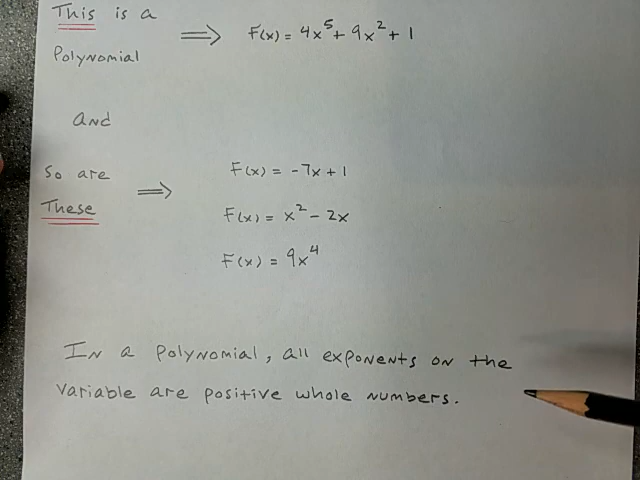 This is a
Polynomial ⟹ F(x) = 4x⁵ + 9x² + 1
AND
So are
These ⟹ F(x) = -7x + 1
F(x) = x² - 2x
F(x) = 9x⁴
In a polynomial, all exponents on the
variable are positive whole numbers.